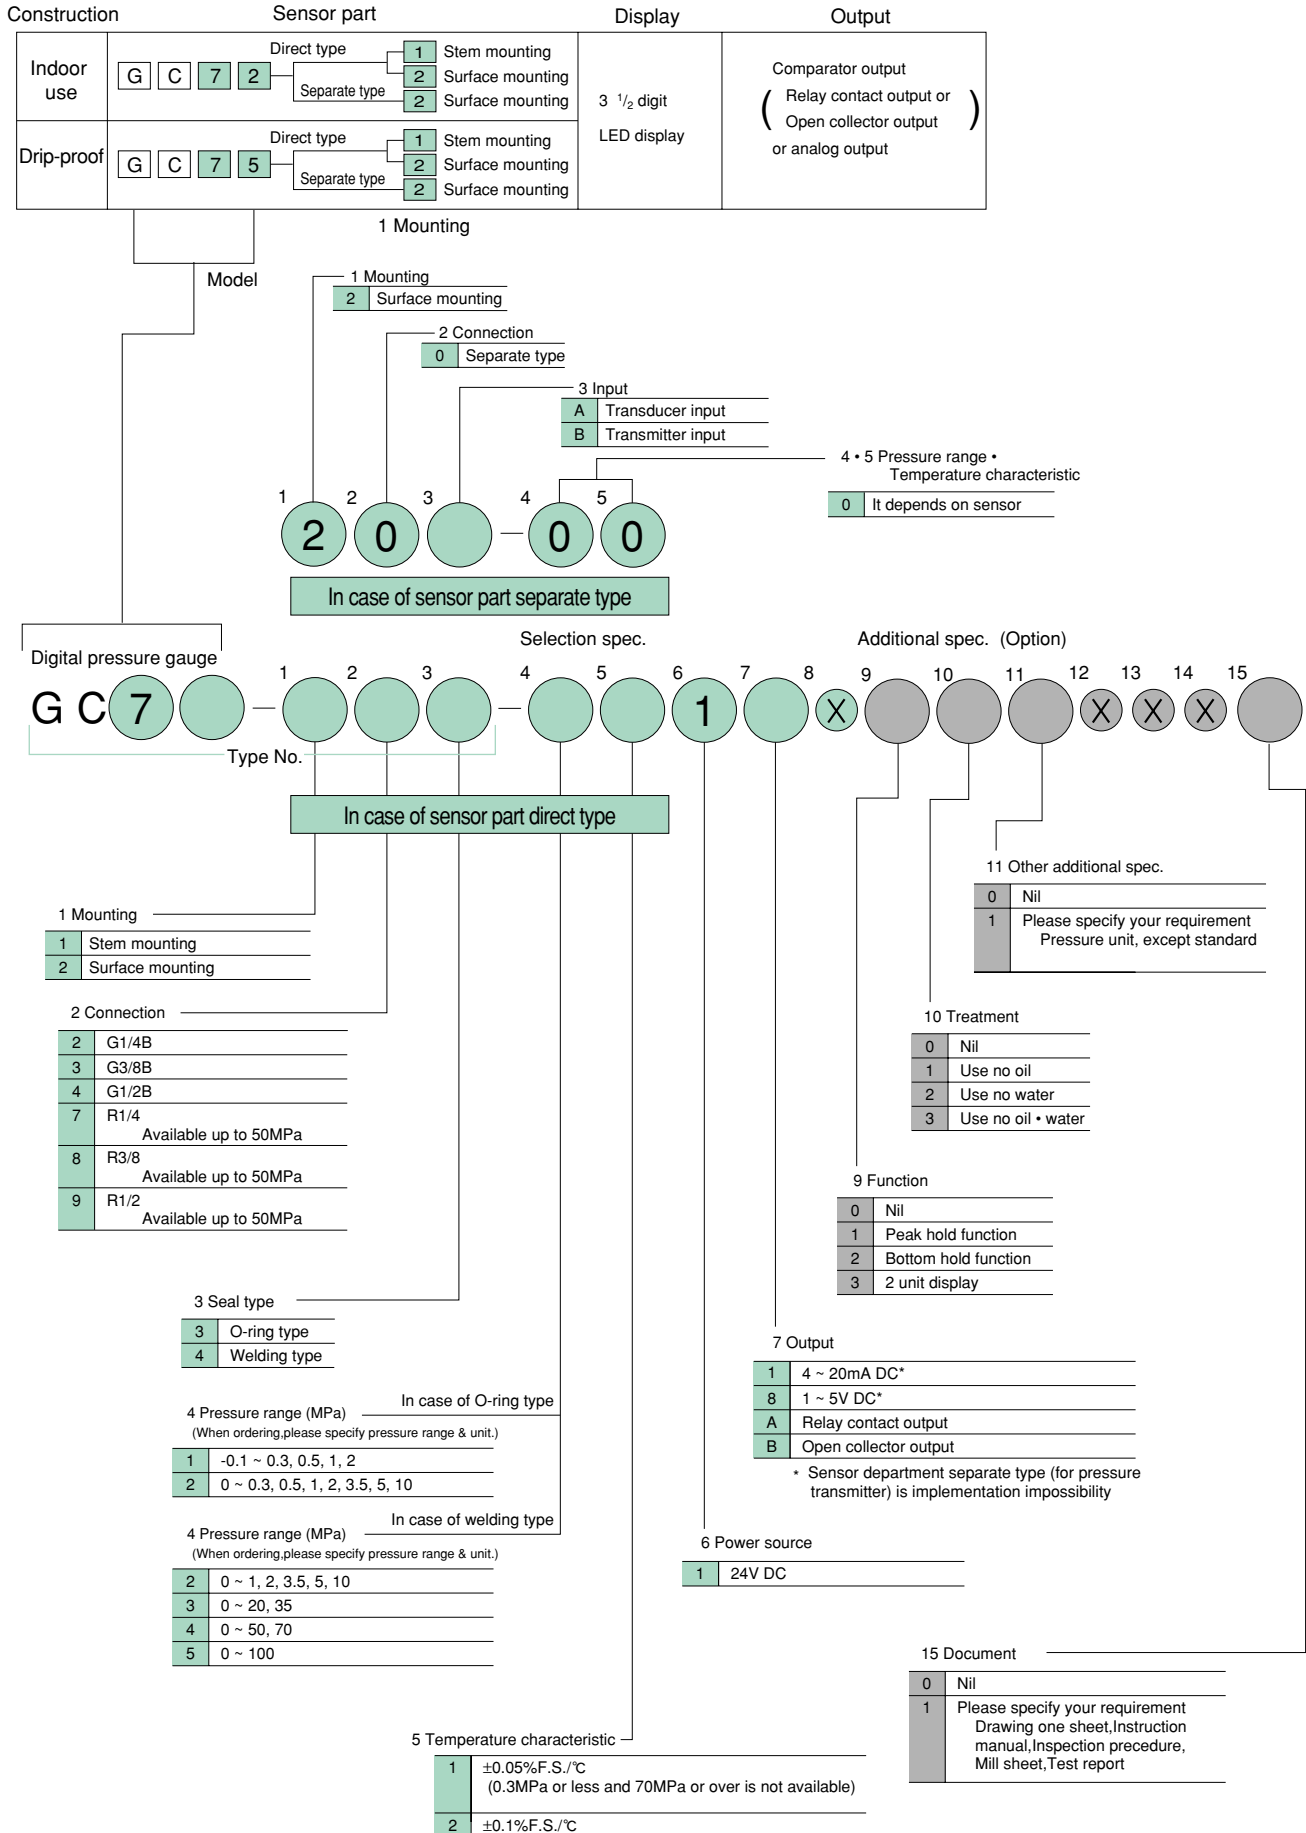 Construction Sensor part Display Output
Indoor use
G C 7 2
Direct type
Separate type
1 Stem mounting
2 Surface mounting
2 Surface mounting
Drip-proof
G C 7 5
Direct type
Separate type
1 Stem mounting
2 Surface mounting
2 Surface mounting
3 1/2 digit
LED display
Comparator output
( Relay contact output or
Open collector output )
or analog output
1 Mounting
Model
1 Mounting
2 Surface mounting
2 Connection
0 Separate type
3 Input
A Transducer input
B Transmitter input
4 • 5 Pressure range •
Temperature characteristic
0 It depends on sensor
1 2 3 4 5
2 0 — 0 0
In case of sensor part separate type
Selection spec. Additional spec. (Option)
Digital pressure gauge
1 2 3 4 5 6 7 8 9 10 11 12 13 14 15
G C 7 — — 1 X X X X
Type No.
In case of sensor part direct type
1 Mounting
1 Stem mounting
2 Surface mounting
2 Connection
2 G1/4B
3 G3/8B
4 G1/2B
7 R1/4
Available up to 50MPa
8 R3/8
Available up to 50MPa
9 R1/2
Available up to 50MPa
3 Seal type
3 O-ring type
4 Welding type
In case of O-ring type
4 Pressure range (MPa)
(When ordering,please specify pressure range & unit.)
1 -0.1 ~ 0.3, 0.5, 1, 2
2 0 ~ 0.3, 0.5, 1, 2, 3.5, 5, 10
In case of welding type
4 Pressure range (MPa)
(When ordering,please specify pressure range & unit.)
2 0 ~ 1, 2, 3.5, 5, 10
3 0 ~ 20, 35
4 0 ~ 50, 70
5 0 ~ 100
5 Temperature characteristic
1 ±0.05%F.S./℃
(0.3MPa or less and 70MPa or over is not available)
2 ±0.1%F.S./℃
6 Power source
1 24V DC
7 Output
1 4 ~ 20mA DC*
8 1 ~ 5V DC*
A Relay contact output
B Open collector output
* Sensor department separate type (for pressure
transmitter) is implementation impossibility
9 Function
0 Nil
1 Peak hold function
2 Bottom hold function
3 2 unit display
10 Treatment
0 Nil
1 Use no oil
2 Use no water
3 Use no oil • water
11 Other additional spec.
0 Nil
1 Please specify your requirement
Pressure unit, except standard
15 Document
0 Nil
1 Please specify your requirement
Drawing one sheet,Instruction
manual,Inspection precedure,
Mill sheet,Test report